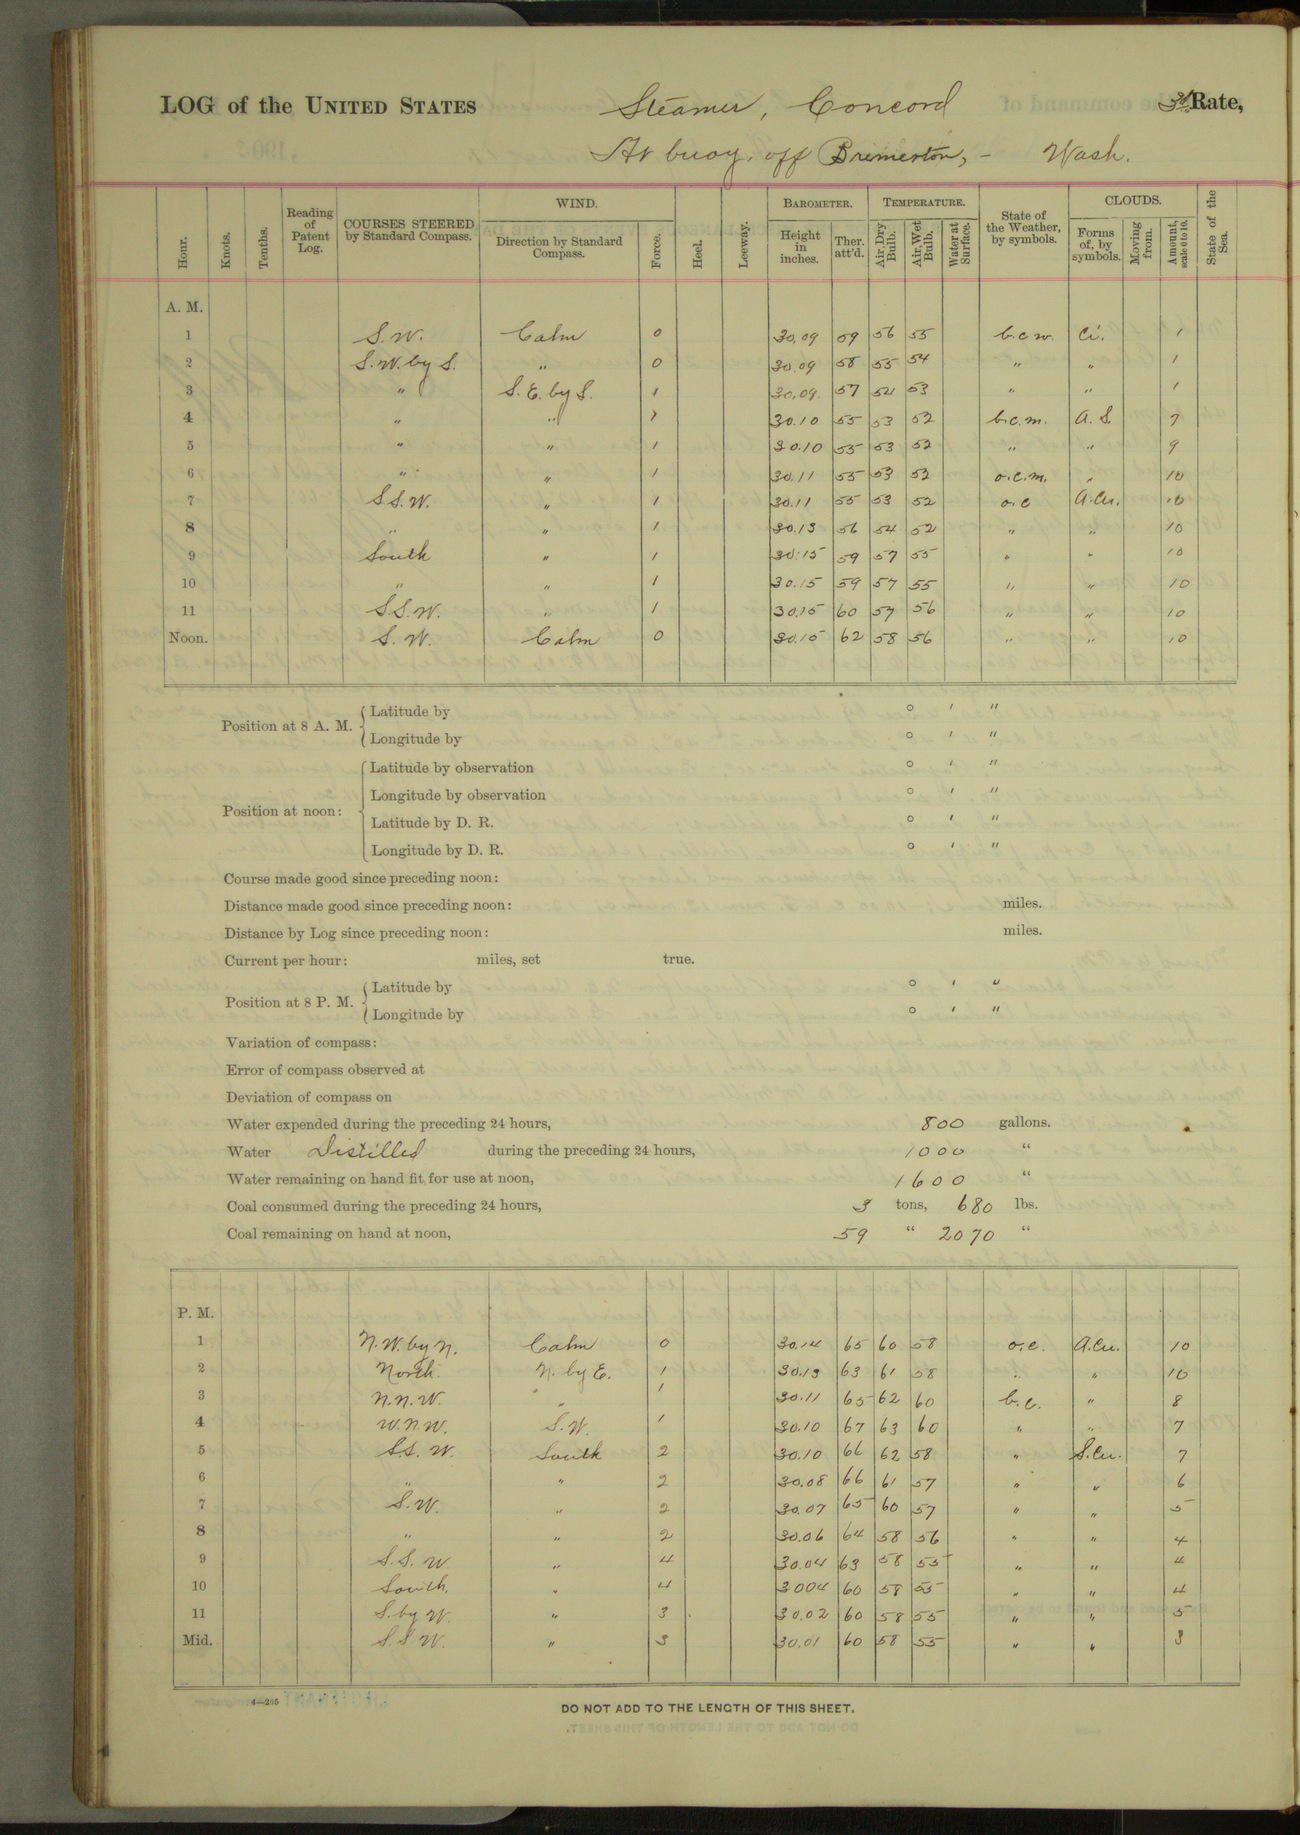 LOG of the UNITED STATES Steamer, Concord 3d Rate,
At buoy, off Bremerton, - Wash.
Hour. Knots. Tenths. Reading of Patent Log. COURSES STEERED by Standard Compass. WIND. Direction by Standard Compass. Force. Heel. Leeway. BAROMETER. Height in inches. Ther. att'd. TEMPERATURE. Air, Dry Bulb. Air, Wet Bulb. Water at Surface. State of the Weather, by symbols. CLOUDS. Forms of, by symbols. Moving from. Amount, scale 0 to 10. State of the Sea.
A. M.
1 S.W. Calm 0 30.09 59 56 55 b.c.m. Ci. 1
2 S.W. by S. " 0 30.09 58 55 54 " " 1
3 " S.E. by S. 1 30.09 57 54 53 " " 1
4 " " 1 30.10 55 53 52 b.c.m. A.S. 7
5 " " 1 30.10 55 53 52 " " 9
6 " " 1 30.11 55 53 52 o.c.m. " 10
7 S.S.W. " 1 30.11 55 53 52 o.c A.Cu. 10
8 " " 1 30.13 56 54 52 " " 10
9 South " 1 30.15 59 57 55 " " 10
10 " " 1 30.15 59 57 55 " " 10
11 S.S.W. " 1 30.15 60 57 56 " " 10
Noon. S.W. Calm 0 30.15 62 58 56 " " 10
Position at 8 A. M. Latitude by ° ' "
Longitude by ° ' "
Position at noon: Latitude by observation ° ' "
Longitude by observation ° ' "
Latitude by D. R. ° ' "
Longitude by D. R. ° ' "
Course made good since preceding noon:
Distance made good since preceding noon: miles.
Distance by Log since preceding noon: miles.
Current per hour: miles, set true.
Position at 8 P. M. Latitude by ° ' "
Longitude by ° ' "
Variation of compass:
Error of compass observed at
Deviation of compass on
Water expended during the preceding 24 hours, 800 gallons.
Water Distilled during the preceding 24 hours, 1000 "
Water remaining on hand fit for use at noon, 1600 "
Coal consumed during the preceding 24 hours, 3 tons, 680 lbs.
Coal remaining on hand at noon, 59 " 2070 "
P. M.
1 N.W. by N. Calm 0 30.14 65 60 58 o.c. A.Cu. 10
2 North. N. by E. 1 30.13 63 61 58 " " 10
3 N.N.W. " 1 30.11 65 62 60 b.c. " 8
4 W.N.W. S.W. 1 30.10 67 63 60 " " 7
5 S.S.W. South 2 30.10 66 62 58 " S.Cu. 7
6 " " 2 30.08 66 61 57 " " 6
7 S.W. " 2 30.07 65 60 57 " " 5
8 " " 2 30.06 64 58 56 " " 4
9 S.S.W. " 4 30.04 63 58 55 " " 4
10 South. " 4 3004 60 58 55 " " 4
11 S. by W. " 3 30.02 60 58 55 " " 5
Mid. S.S.W. " 3 30.01 60 58 55 " " 3
4—265
DO NOT ADD TO THE LENGTH OF THIS SHEET.